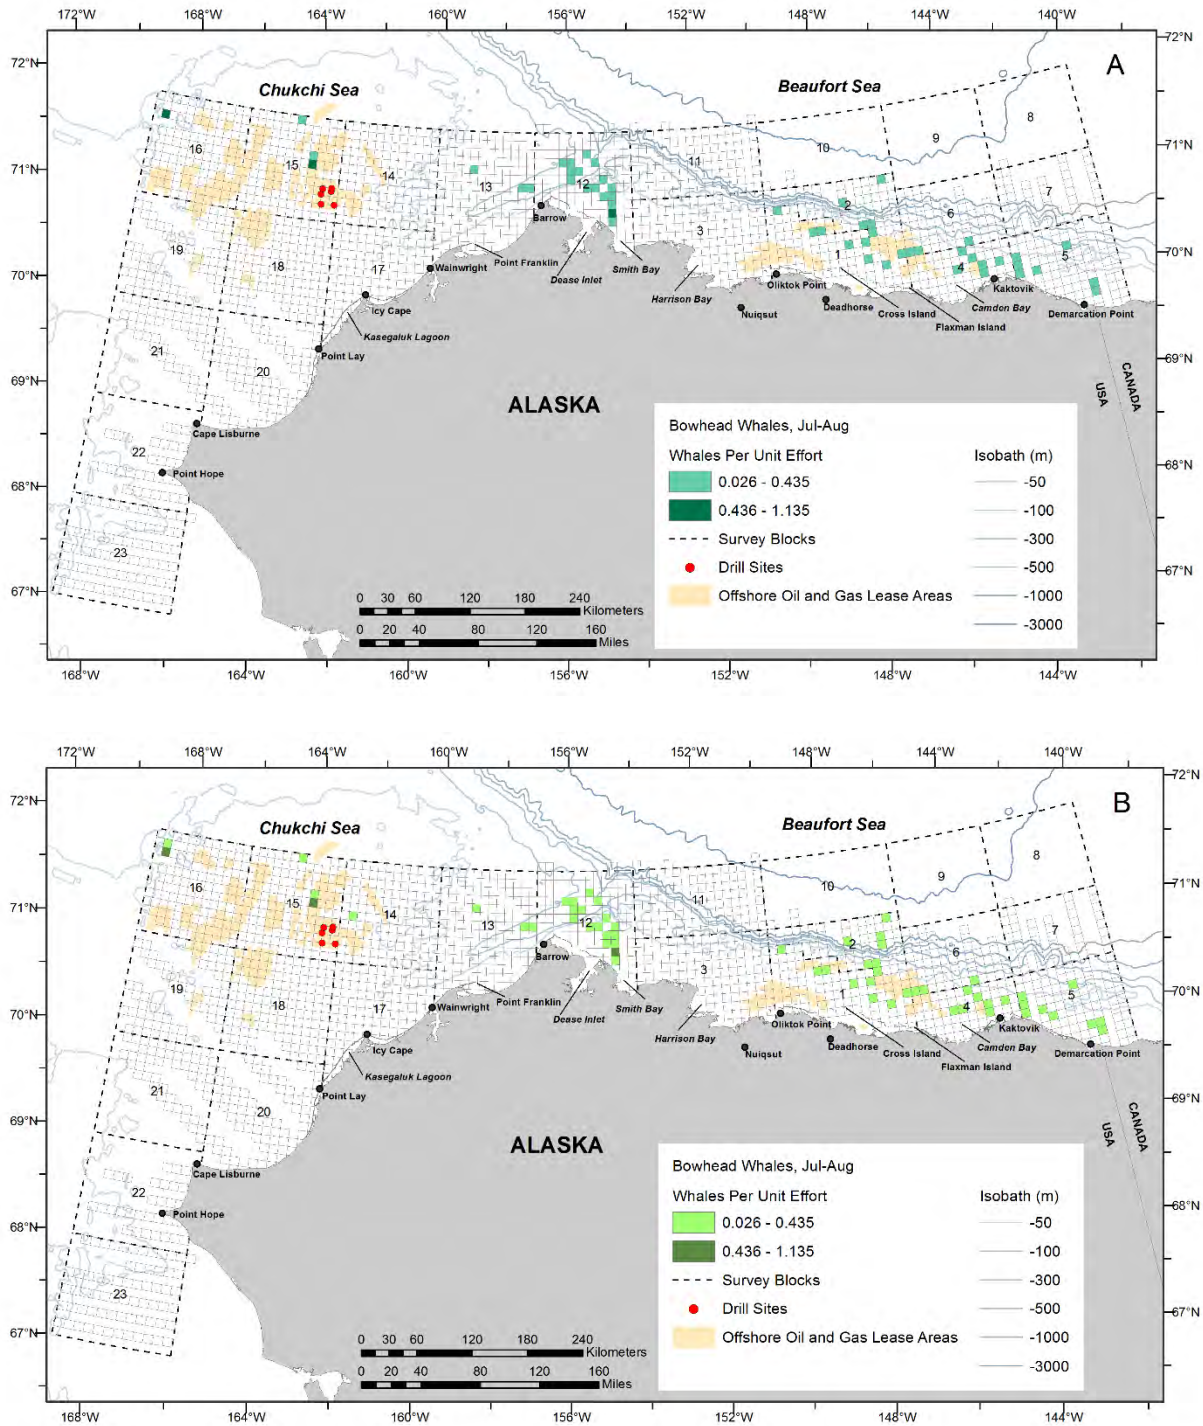 172°W 168°W 164°W 160°W 156°W 152°W 148°W 144°W 140°W
72°N 72°N
A
Chukchi Sea Beaufort Sea
8
9
10
11
16
15
14
13
12
7
2
6
71°N 71°N
19
18
17
3
1
4
5
Barrow
Point Franklin
Wainwright
Dease Inlet
Smith Bay
Harrison Bay
Oliktok Point
Kaktovik
70°N 70°N
Icy Cape
Nuiqsut
Deadhorse
Cross Island
Camden Bay
Flaxman Island
Demarcation Point
Kasegaluk Lagoon
21
20
Point Lay
69°N 69°N
ALASKA
CANADA
USA
Cape Lisburne
22
Point Hope
68°N 68°N
23
67°N 67°N
Bowhead Whales, Jul-Aug
Whales Per Unit Effort
0.026 - 0.435
0.436 - 1.135
Survey Blocks
Drill Sites
Offshore Oil and Gas Lease Areas
Isobath (m)
-50
-100
-300
-500
-1000
-3000
0 30 60 120 180 240
Kilometers
0 20 40 80 120 160
Miles
168°W 164°W 160°W 156°W 152°W 148°W 144°W
172°W 168°W 164°W 160°W 156°W 152°W 148°W 144°W 140°W
72°N 72°N
B
Chukchi Sea Beaufort Sea
8
9
10
11
16
15
14
13
12
7
2
6
71°N 71°N
19
18
17
3
1
4
5
Barrow
Point Franklin
Wainwright
Dease Inlet
Smith Bay
Harrison Bay
Oliktok Point
Kaktovik
70°N 70°N
Icy Cape
Nuiqsut
Deadhorse
Cross Island
Camden Bay
Flaxman Island
Demarcation Point
Kasegaluk Lagoon
21
20
Point Lay
69°N 69°N
ALASKA
CANADA
USA
Cape Lisburne
22
Point Hope
68°N 68°N
23
67°N 67°N
Bowhead Whales, Jul-Aug
Whales Per Unit Effort
0.026 - 0.435
0.436 - 1.135
Survey Blocks
Drill Sites
Offshore Oil and Gas Lease Areas
Isobath (m)
-50
-100
-300
-500
-1000
-3000
0 30 60 120 180 240
Kilometers
0 20 40 80 120 160
Miles
168°W 164°W 160°W 156°W 152°W 148°W 144°W